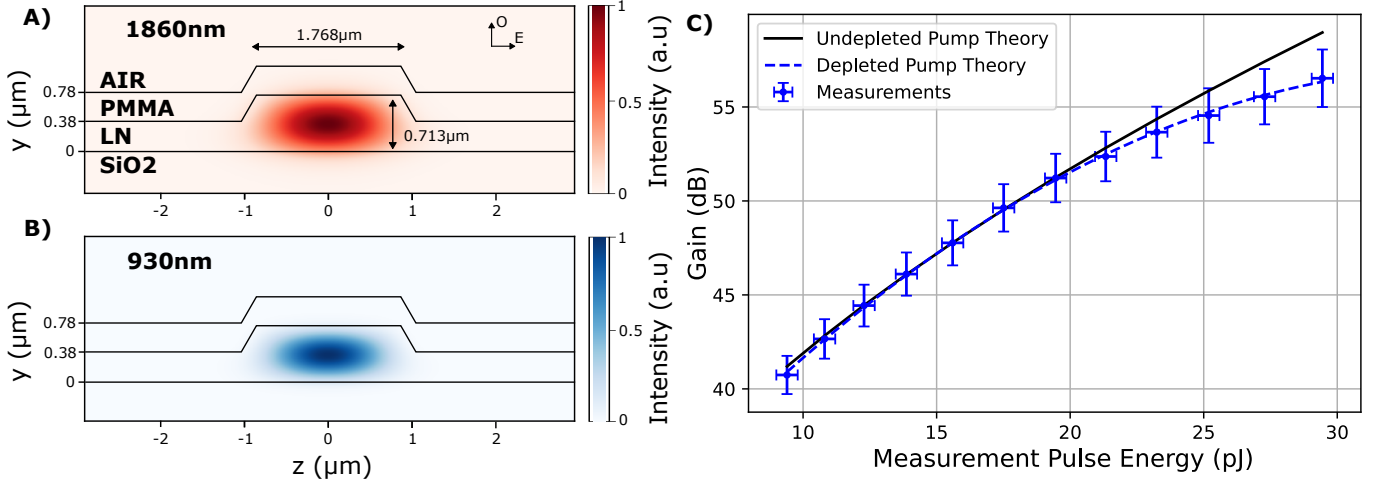 A)
1860nm
1.768µm
O
E
AIR
PMMA
LN
SiO2
0.713µm
0.78
0.38
0
y (µm)
-2
-1
0
1
2
1
0.5
0
Intensity (a.u)
B)
930nm
0.78
0.38
0
y (µm)
-2
-1
0
1
2
z (µm)
1
0.5
0
Intensity (a.u)
C)
Undepleted Pump Theory
Depleted Pump Theory
Measurements
55
50
45
40
Gain (dB)
10
15
20
25
30
Measurement Pulse Energy (pJ)